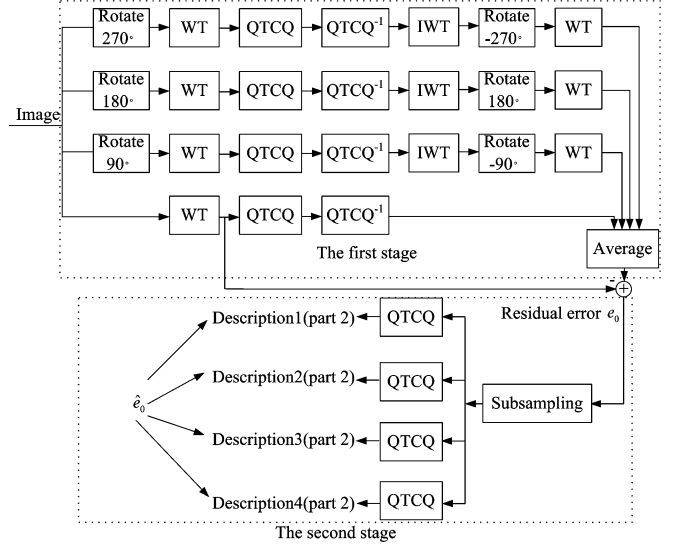 Rotate 270° WT QTCQ QTCQ⁻¹ IWT Rotate -270° WT
Rotate 180° WT QTCQ QTCQ⁻¹ IWT Rotate 180° WT
Image
Rotate 90° WT QTCQ QTCQ⁻¹ IWT Rotate -90° WT
WT QTCQ QTCQ⁻¹
The first stage
Average
-
+
Residual error e₀
Description1(part 2) QTCQ
Description2(part 2) QTCQ
ê₀
Subsampling
Description3(part 2) QTCQ
Description4(part 2) QTCQ
The second stage